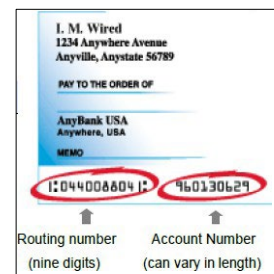 I. M. Wired
1234 Anywhere Avenue
Anyville, Anystate 56789
PAY TO THE ORDER OF
AnyBank USA
Anywhere, USA
MEMO
⑆044008804⑆ 960130629
Routing number Account Number
(nine digits) (can vary in length)